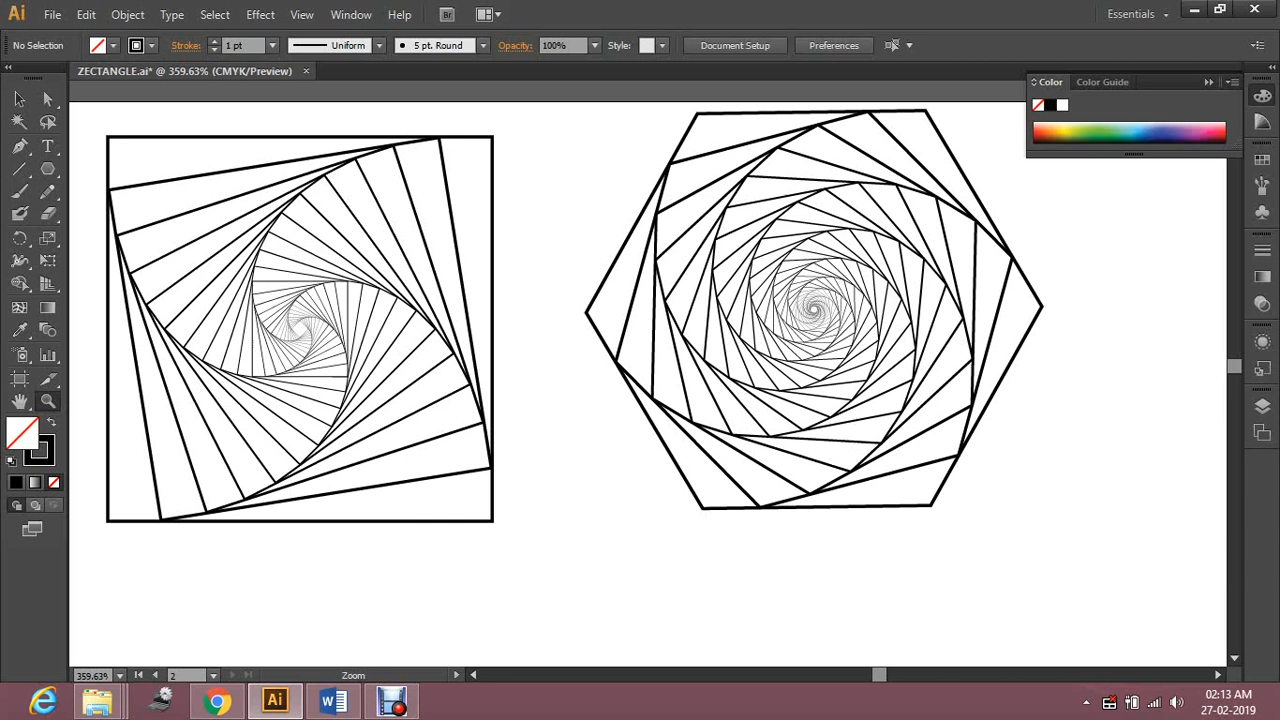 Ai File Edit Object Type Select Effect View Window Help Br Essentials
No Selection Stroke: 1 pt Uniform 5 pt. Round Opacity: 100% Style: Document Setup Preferences
ZECTANGLE.ai* @ 359.63% (CMYK/Preview) ×
Color Color Guide
T
359.63% 2 Zoom
Ai W 02:13 AM
27-02-2019